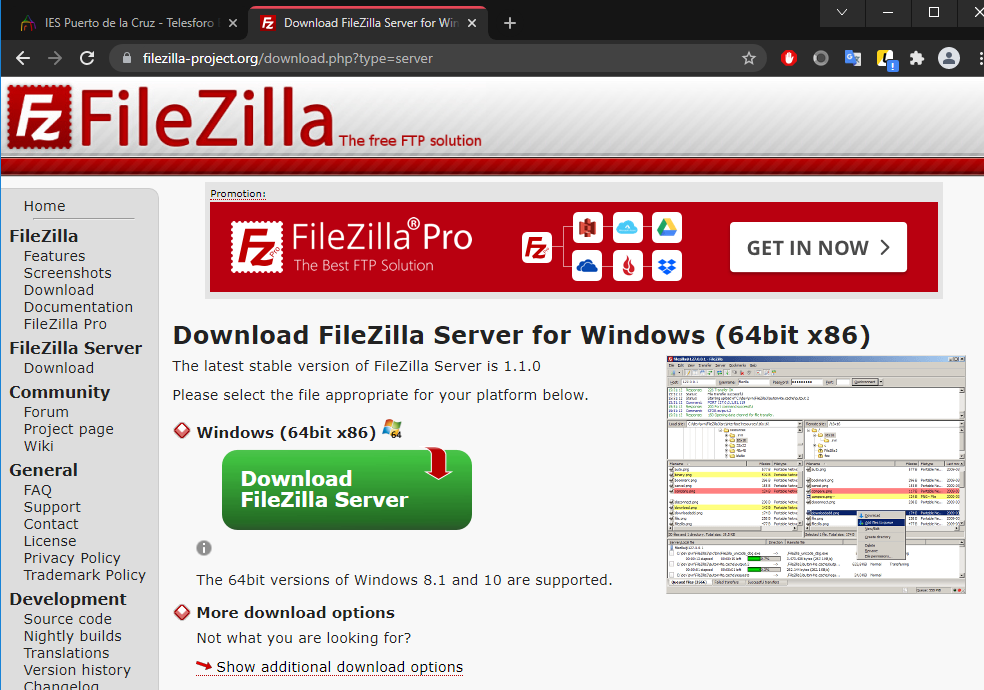 IES Puerto de la Cruz - Telesforo
Download FileZilla Server for Win
filezilla-project.org/download.php?type=server
FileZilla The free FTP solution
Home
FileZilla
Features
Screenshots
Download
Documentation
FileZilla Pro
FileZilla Server
Download
Community
Forum
Project page
Wiki
General
FAQ
Support
Contact
License
Privacy Policy
Trademark Policy
Development
Source code
Nightly builds
Translations
Version history
Changelog
Promotion:
FileZilla®Pro
The Best FTP Solution
GET IN NOW
Download FileZilla Server for Windows (64bit x86)
The latest stable version of FileZilla Server is 1.1.0
Please select the file appropriate for your platform below.
Windows (64bit x86)
64
Download
FileZilla Server
The 64bit versions of Windows 8.1 and 10 are supported.
More download options
Not what you are looking for?
Show additional download options